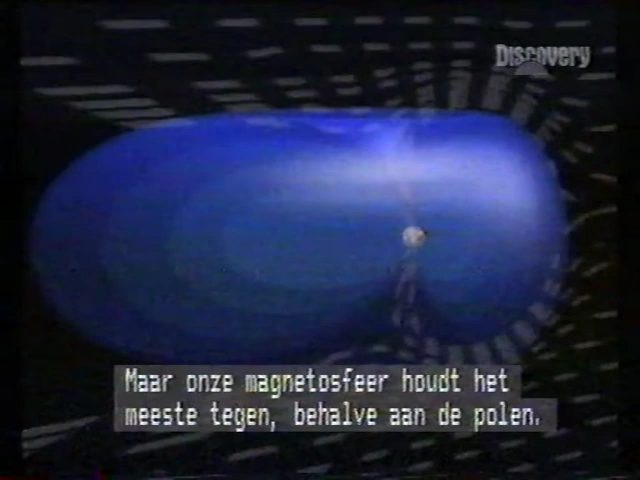 Discovery
Maar onze magnetosfeer houdt het
meeste tegen, behalve aan de polen.